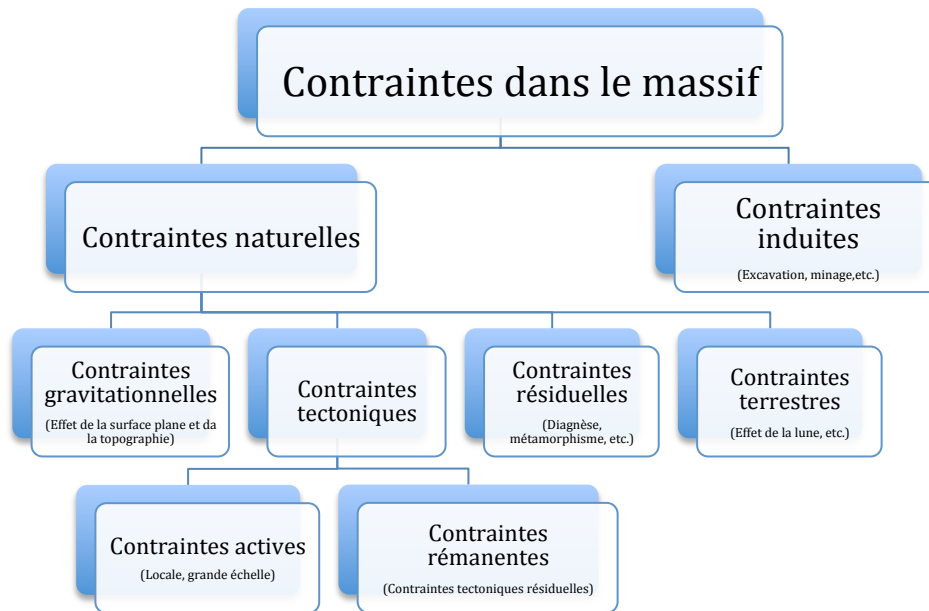 Contraintes dans le massif
Contraintes naturelles
Contraintes
induites
(Excavation, minage,etc.)
Contraintes
gravitationnelles
(Effet de la surface plane et da
la topographie)
Contraintes
tectoniques
Contraintes
résiduelles
(Diagnèse,
métamorphisme, etc.)
Contraintes
terrestres
(Effet de la lune, etc.)
Contraintes actives
(Locale, grande échelle)
Contraintes
rémanentes
(Contraintes tectoniques résiduelles)